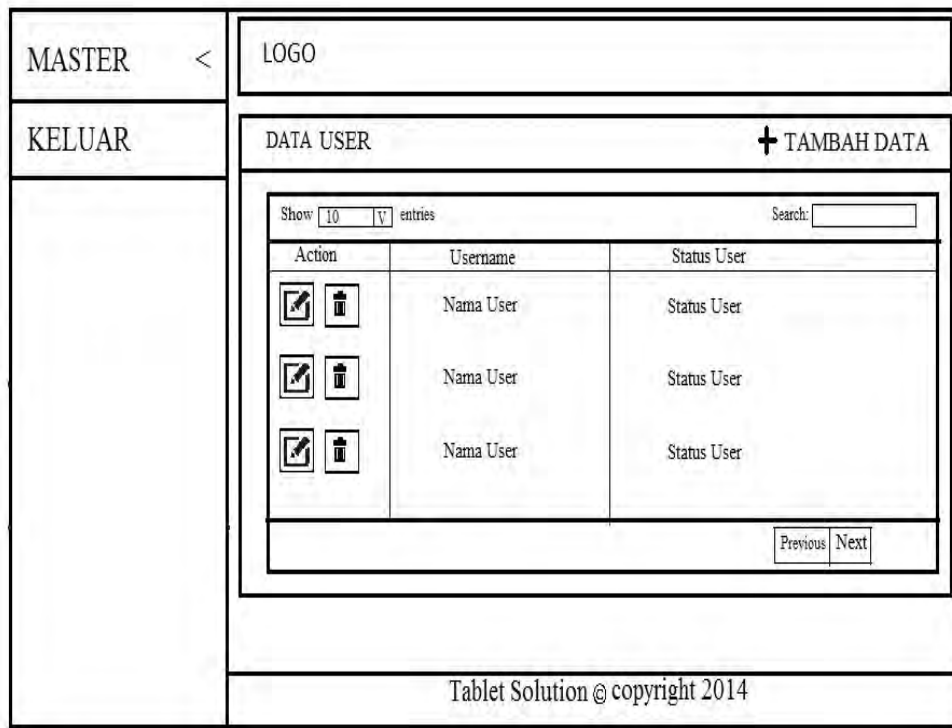 MASTER <
KELUAR
LOGO
DATA USER + TAMBAH DATA
Show 10 V entries Search:
Action Username Status User
Nama User Status User
Nama User Status User
Nama User Status User
Previous Next
Tablet Solution © copyright 2014